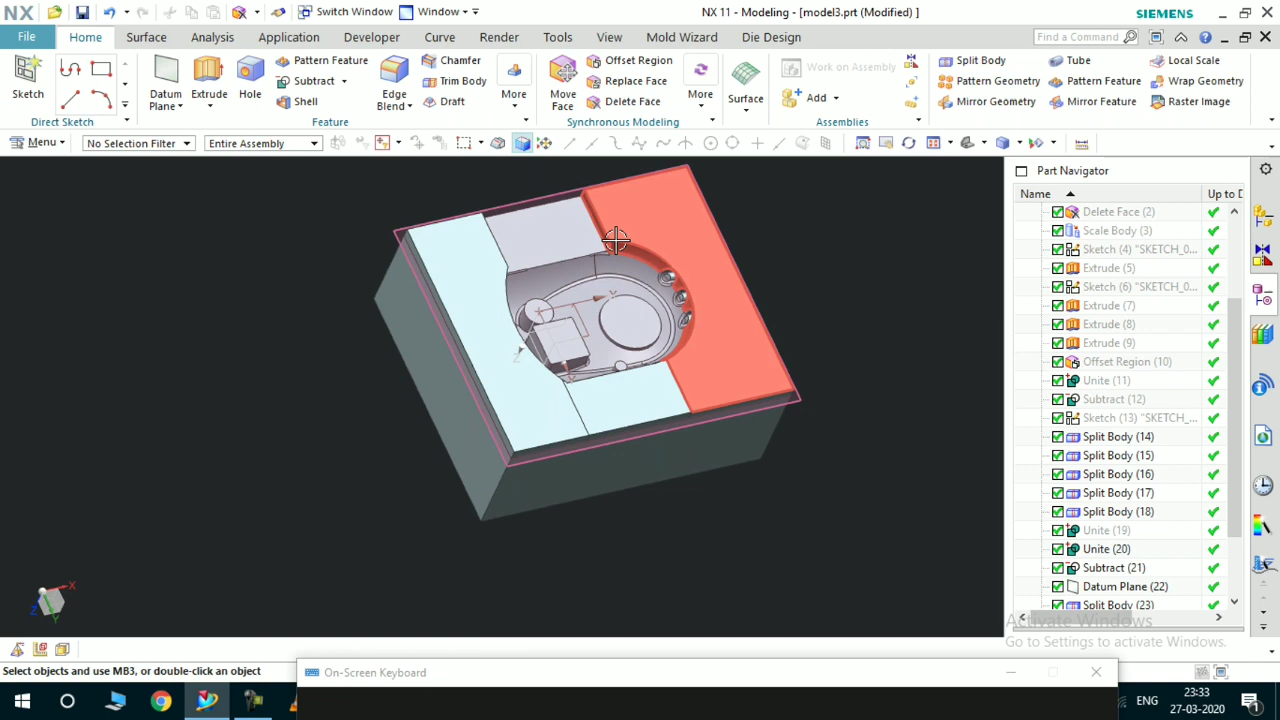 NX
Switch Window
Window
NX 11 - Modeling - [model3.prt (Modified) ]
SIEMENS
File
Home
Surface
Analysis
Application
Developer
Curve
Render
Tools
View
Mold Wizard
Die Design
Find a Command
Sketch
Direct Sketch
Datum Plane
Extrude
Hole
Pattern Feature
Subtract
Shell
Edge Blend
Chamfer
Trim Body
Draft
More
Feature
Move Face
Offset Region
Replace Face
Delete Face
More
Synchronous Modeling
Surface
Work on Assembly
Add
Assemblies
Split Body
Pattern Geometry
Mirror Geometry
Tube
Pattern Feature
Mirror Feature
Local Scale
Wrap Geometry
Raster Image
Menu
No Selection Filter
Entire Assembly
Part Navigator
Name
Up to D
Delete Face (2)
Scale Body (3)
Sketch (4) "SKETCH_0...
Extrude (5)
Sketch (6) "SKETCH_0...
Extrude (7)
Extrude (8)
Extrude (9)
Offset Region (10)
Unite (11)
Subtract (12)
Sketch (13) "SKETCH_...
Split Body (14)
Split Body (15)
Split Body (16)
Split Body (17)
Split Body (18)
Unite (19)
Unite (20)
Subtract (21)
Datum Plane (22)
Split Body (23)
X
Y
Z
X
Z
Y
Activate Windows
Go to Settings to activate Windows.
Select objects and use MB3, or double-click an object
On-Screen Keyboard
ENG
23:33
27-03-2020
1